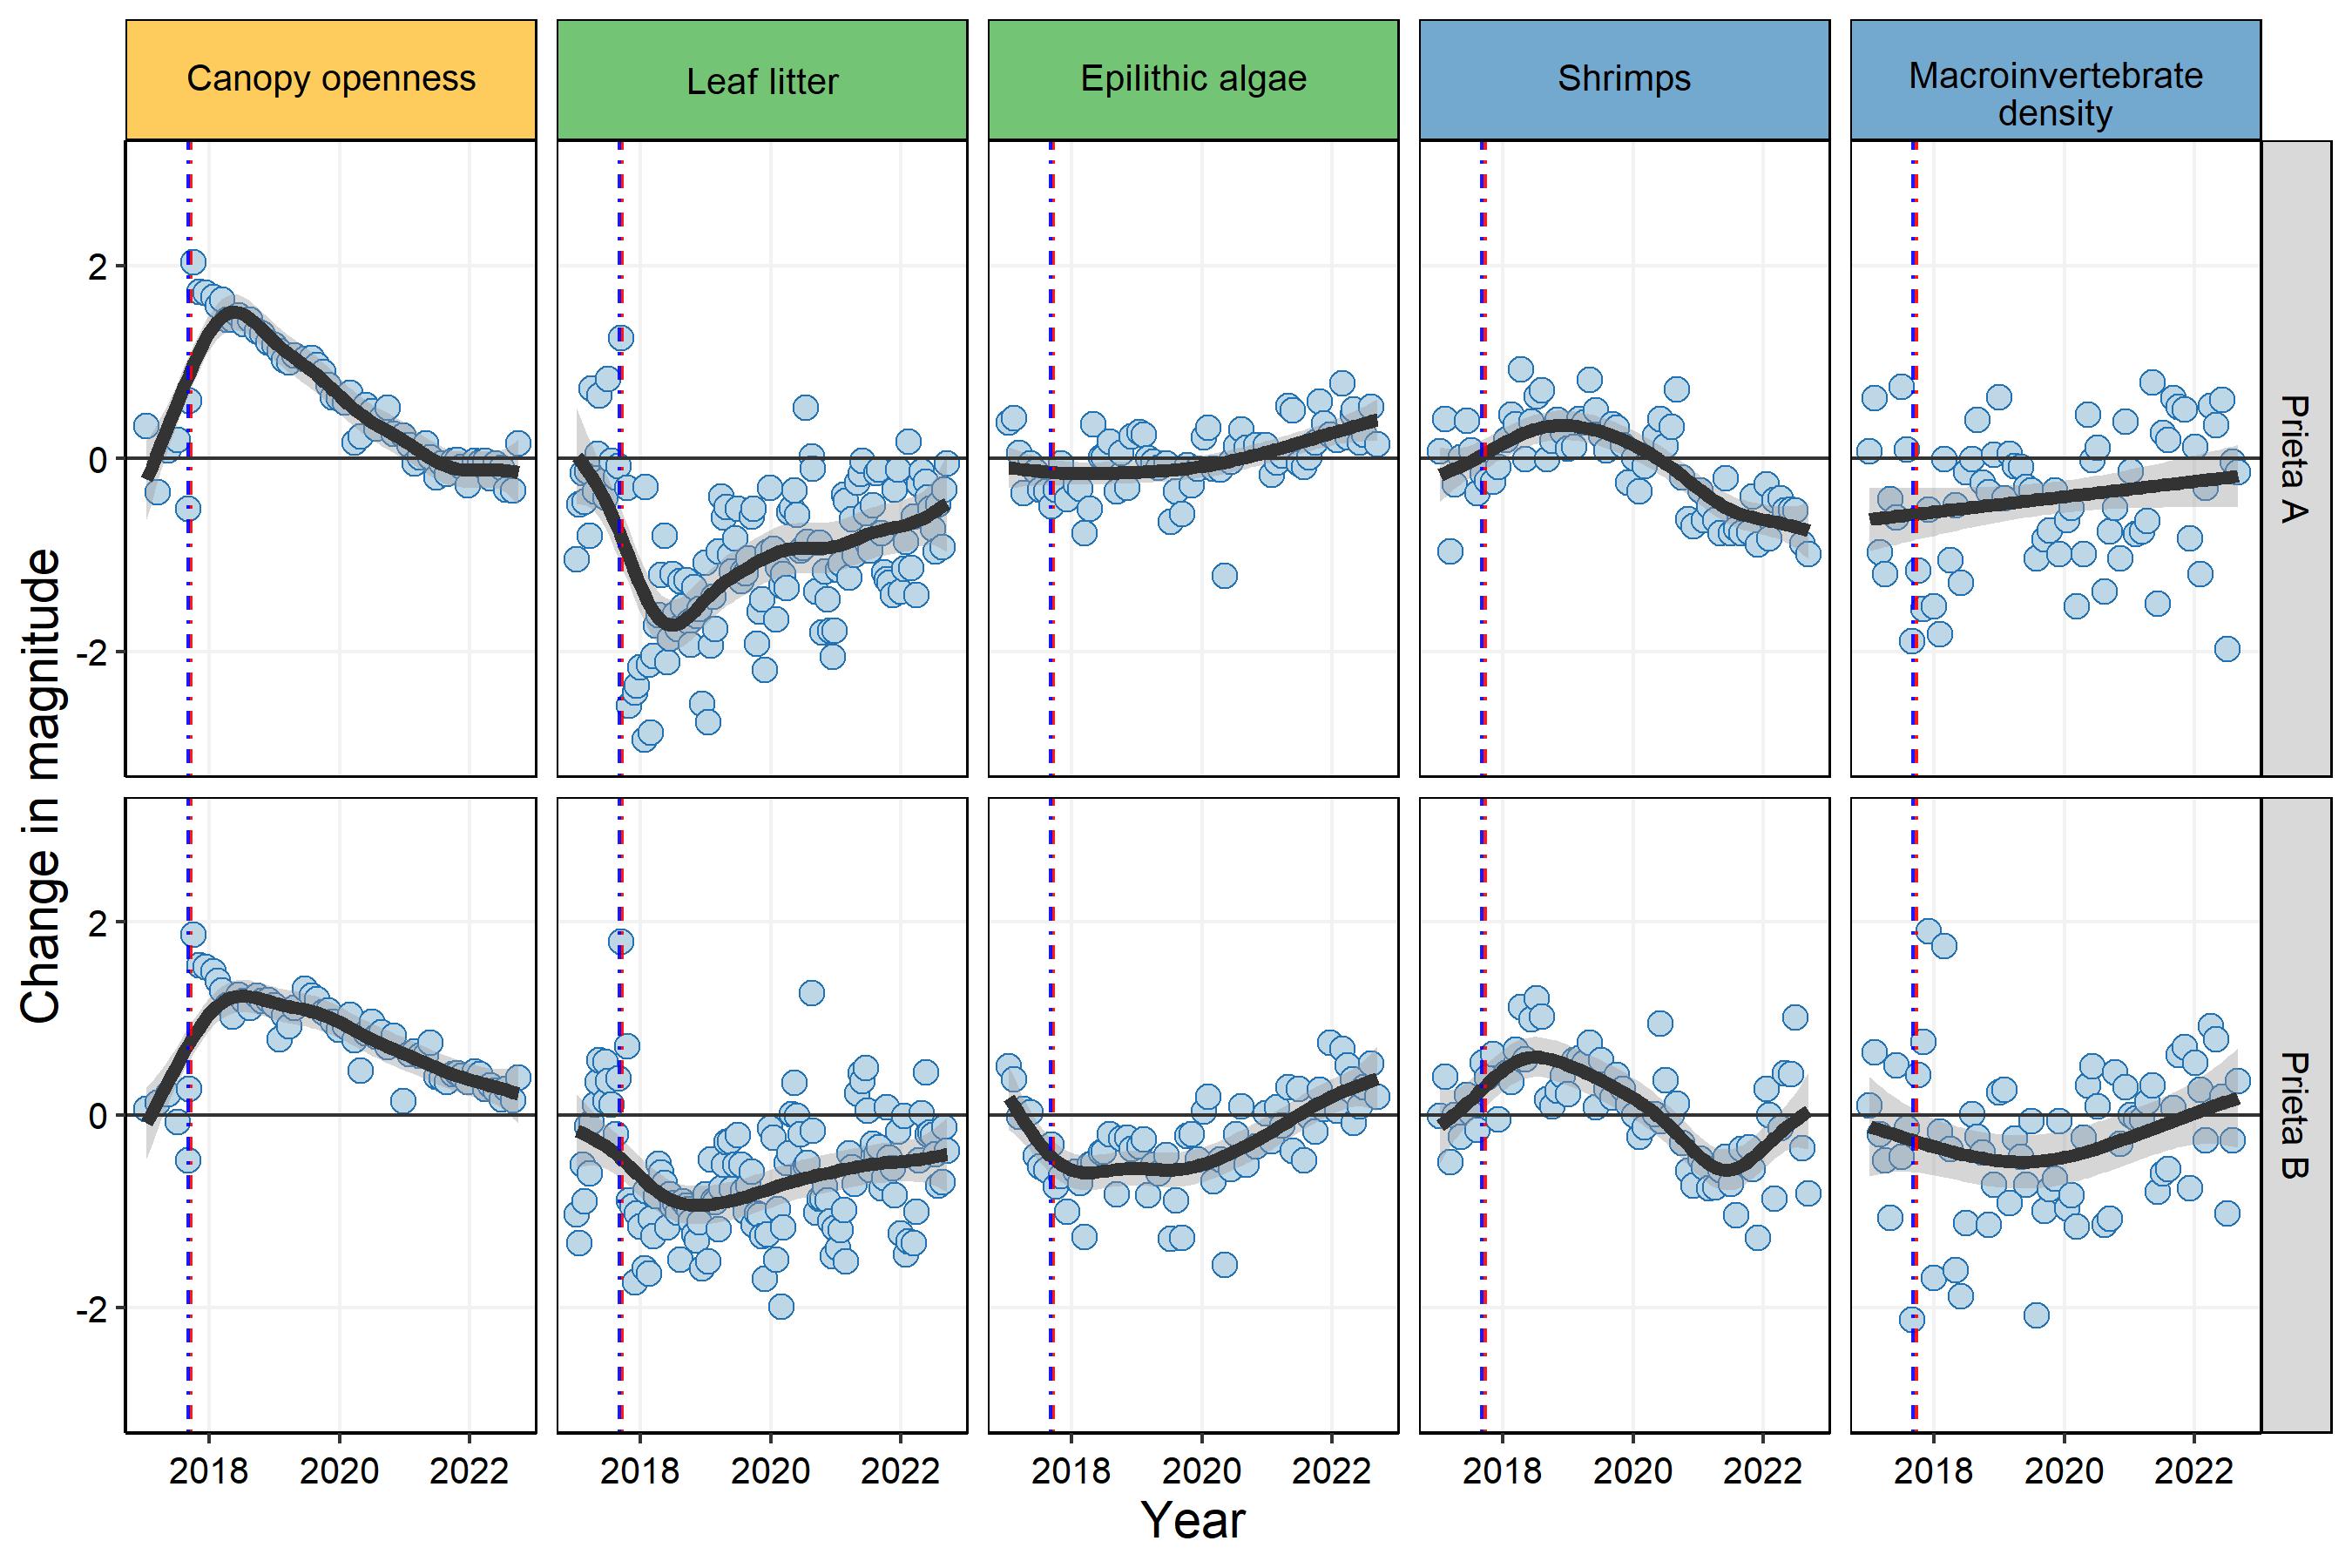 Canopy openness
Leaf litter
Epilithic algae
Shrimps
Macroinvertebrate
density
Change in magnitude
2
0
-2
Prieta A
2
0
-2
Prieta B
2018 2020 2022 2018 2020 2022 2018 2020 2022 2018 2020 2022 2018 2020 2022
Year